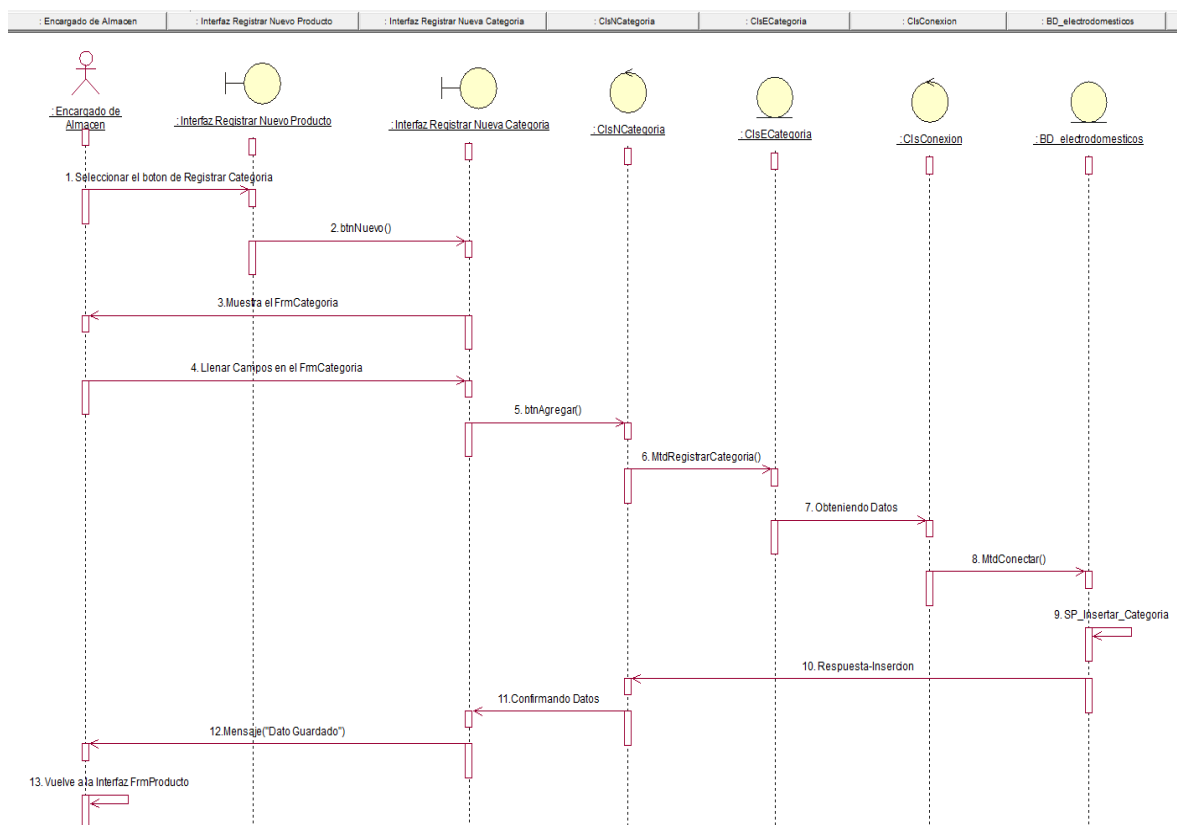 : Encargado de Almacen
: Interfaz Registrar Nuevo Producto
: Interfaz Registrar Nueva Categoria
: ClsNCategoria
: ClsECategoria
: ClsConexion
: BD_electrodomesticos
: Encargado de
Almacen
: Interfaz Registrar Nuevo Producto
: Interfaz Registrar Nueva Categoria
: ClsNCategoria
: ClsECategoria
: ClsConexion
: BD_electrodomesticos
1. Seleccionar el boton de Registrar Categoria
2. btnNuevo()
3.Muestra el FrmCategoria
4. Llenar Campos en el FrmCategoria
5. btnAgregar()
6. MtdRegistrarCategoria()
7. Obteniendo Datos
8. MtdConectar()
9. SP_Insertar_Categoria
10. Respuesta-Insercion
11.Confirmando Datos
12.Mensaje("Dato Guardado")
13. Vuelve a la Interfaz FrmProducto